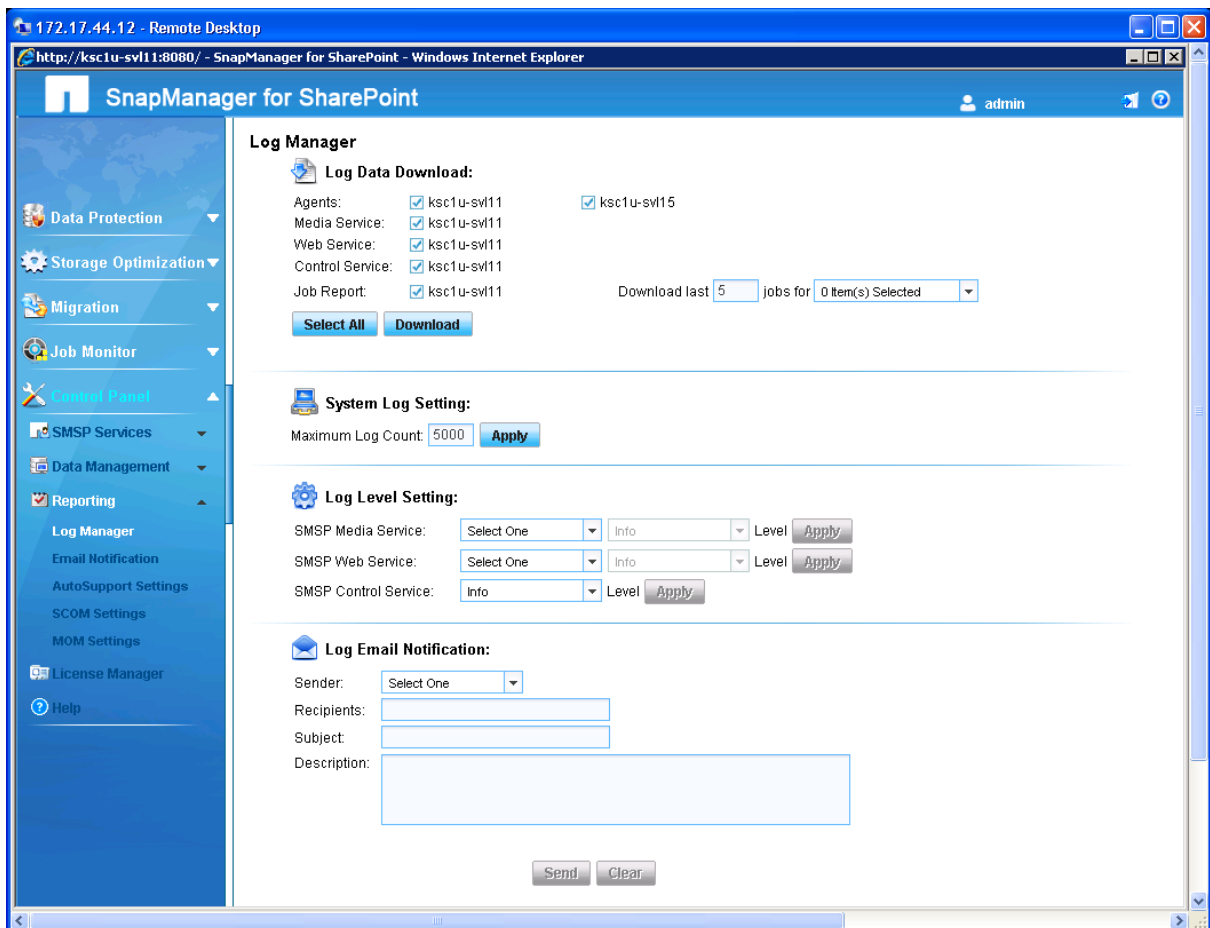 172.17.44.12 - Remote Desktop
http://ksc1u-svl11:8080/ - SnapManager for SharePoint - Windows Internet Explorer
SnapManager for SharePoint
admin
Data Protection
Storage Optimization
Migration
Job Monitor
Control Panel
SMSP Services
Data Management
Reporting
Log Manager
Email Notification
AutoSupport Settings
SCOM Settings
MOM Settings
License Manager
Help
Log Manager
Log Data Download:
Agents: ksc1u-svl11 ksc1u-svl15
Media Service: ksc1u-svl11
Web Service: ksc1u-svl11
Control Service: ksc1u-svl11
Job Report: ksc1u-svl11 Download last 5 jobs for 0 Item(s) Selected
Select All Download
System Log Setting:
Maximum Log Count: 5000 Apply
Log Level Setting:
SMSP Media Service: Select One Info Level Apply
SMSP Web Service: Select One Info Level Apply
SMSP Control Service: Info Level Apply
Log Email Notification:
Sender: Select One
Recipients:
Subject:
Description:
Send Clear